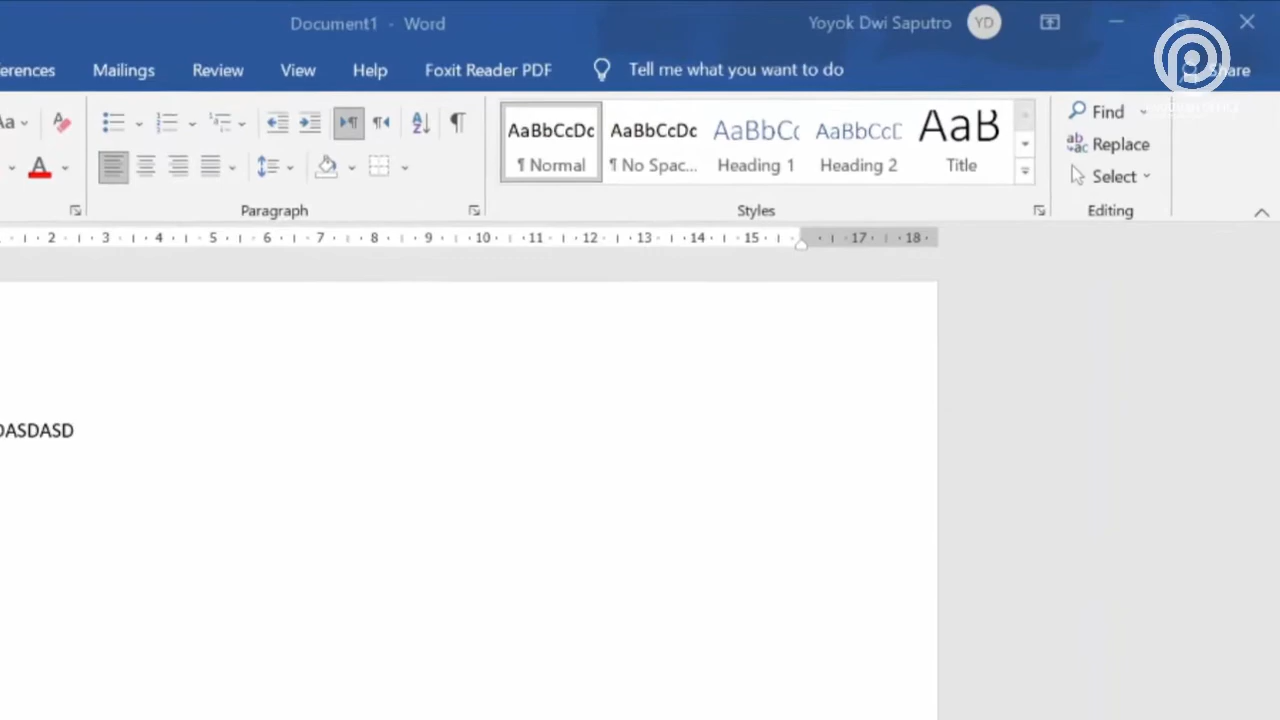 Document1 - Word
Yoyok Dwi Saputro YD
erences Mailings Review View Help Foxit Reader PDF Tell me what you want to do Share
Aa
AaBbCcDc AaBbCcDc AaBbCc AaBbCcD AaB
¶ Normal ¶ No Spac... Heading 1 Heading 2 Title
Find
Replace
Select
Paragraph Styles Editing
2 3 4 5 6 7 8 9 10 11 12 13 14 15 17 18
DASDASD